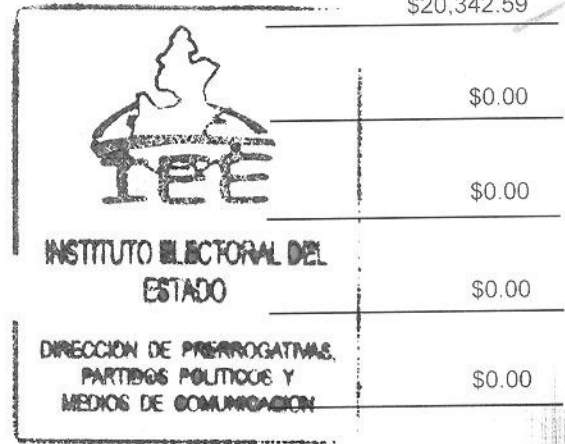 $20,342.59
$0.00
$0.00
$0.00
$0.00
IEE
INSTITUTO ELECTORAL DEL
ESTADO
DIRECCIÓN DE PRERROGATIVAS,
PARTIDOS POLITICOS Y
MEDIOS DE COMUNICACION